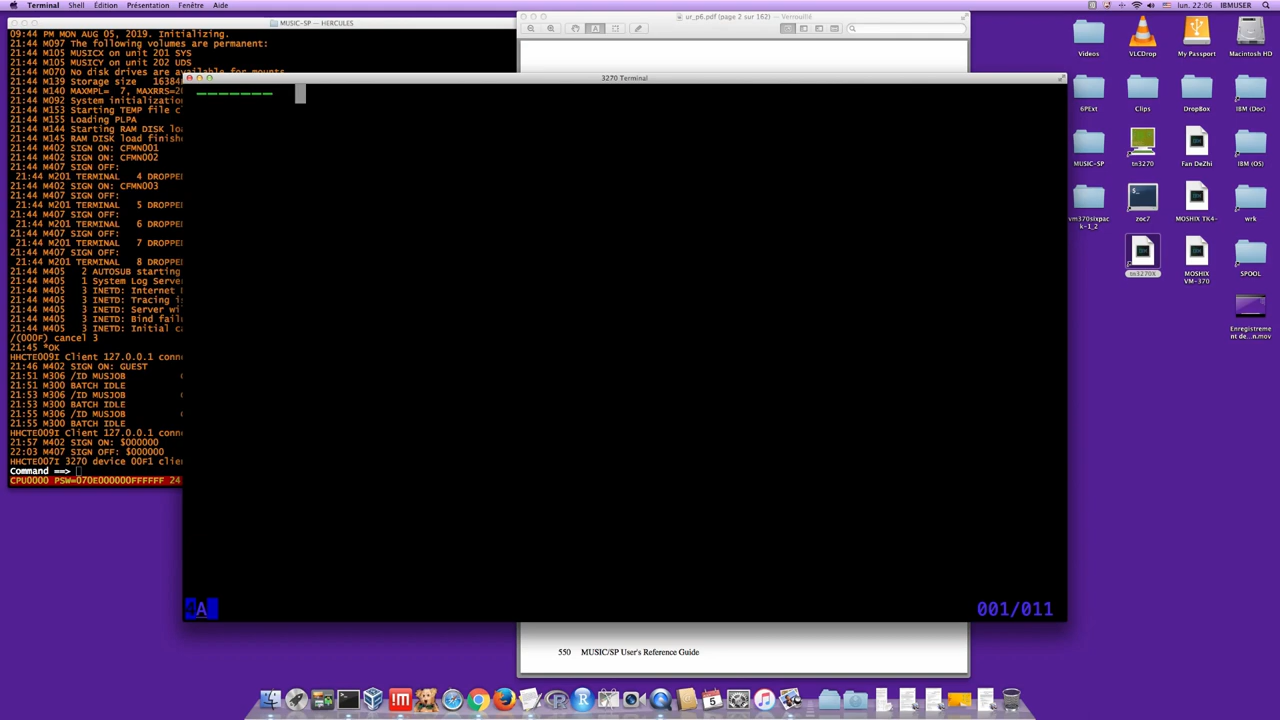 Terminal Shell Édition Présentation Fenêtre Aide
lun. 22:06 IBMUSER
MUSIC-SP — HERCULES
09:44 PM MON AUG 05, 2019. Initializing.
21:44 M097 The following volumes are permanent:
21:44 M105 MUSICX on unit 201 SYS
21:44 M105 MUSICY on unit 202 UDS
21:44 M070 No disk drives are available for mounts
21:44 M139 Storage size 16384
21:44 M140 MAXMPL= 7, MAXRRS=2
21:44 M092 System initializatio
21:44 M153 Starting TEMP file c
21:44 M155 Loading PLPA
21:44 M144 Starting RAM DISK loa
21:44 M145 RAM DISK load finish
21:44 M402 SIGN ON: CFMN001
21:44 M402 SIGN ON: CFMN002
21:44 M407 SIGN OFF:
21:44 M201 TERMINAL 4 DROPPE
21:44 M402 SIGN ON: CFMN003
21:44 M407 SIGN OFF:
21:44 M201 TERMINAL 5 DROPPE
21:44 M407 SIGN OFF:
21:44 M201 TERMINAL 6 DROPPE
21:44 M407 SIGN OFF:
21:44 M201 TERMINAL 7 DROPPE
21:44 M407 SIGN OFF:
21:44 M201 TERMINAL 8 DROPPE
21:44 M405 2 AUTOSUB starting
21:44 M405 1 System Log Serve
21:44 M405 3 INETD: Internet
21:44 M405 3 INETD: Tracing i
21:44 M405 3 INETD: Server wi
21:44 M405 3 INETD: Bind fail
21:44 M405 3 INETD: Initial c
/(000F) cancel 3
21:45 *OK
HHCTE009I Client 127.0.0.1 conne
21:46 M402 SIGN ON: GUEST
21:51 M306 /ID MUSJOB
21:51 M300 BATCH IDLE
21:53 M306 /ID MUSJOB
21:53 M300 BATCH IDLE
21:55 M306 /ID MUSJOB
21:55 M300 BATCH IDLE
HHCTE009I Client 127.0.0.1 conne
21:57 M402 SIGN ON: $000000
22:03 M407 SIGN OFF: $000000
HHCTE007I 3270 device 00F1 clie
Command ==>
CPU0000 PSW=070E000000FFFFFF 24
ur_p6.pdf (page 2 sur 162) — Verrouillé
3270 Terminal
4A
001/011
550 MUSIC/SP User's Reference Guide
Videos
VLCDrop
My Passport
Macintosh HD
6PExt
Clips
DropBox
IBM (Doc)
MUSIC-SP
tn3270
Fan DeZhi
IBM (OS)
vm370sixpack-1_2
zoc7
MOSHIX TK4-
wrk
tn3270X
MOSHIX VM-370
SPOOL
Enregistrement de...n.mov